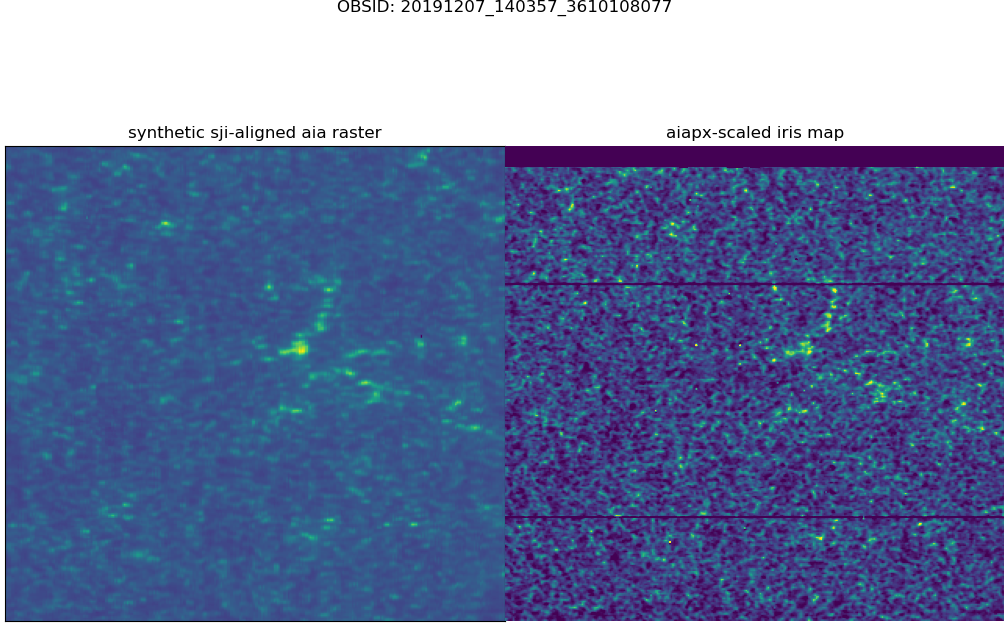 OBSID: 20191207_140357_3610108077
synthetic sji-aligned aia raster
aiapx-scaled iris map